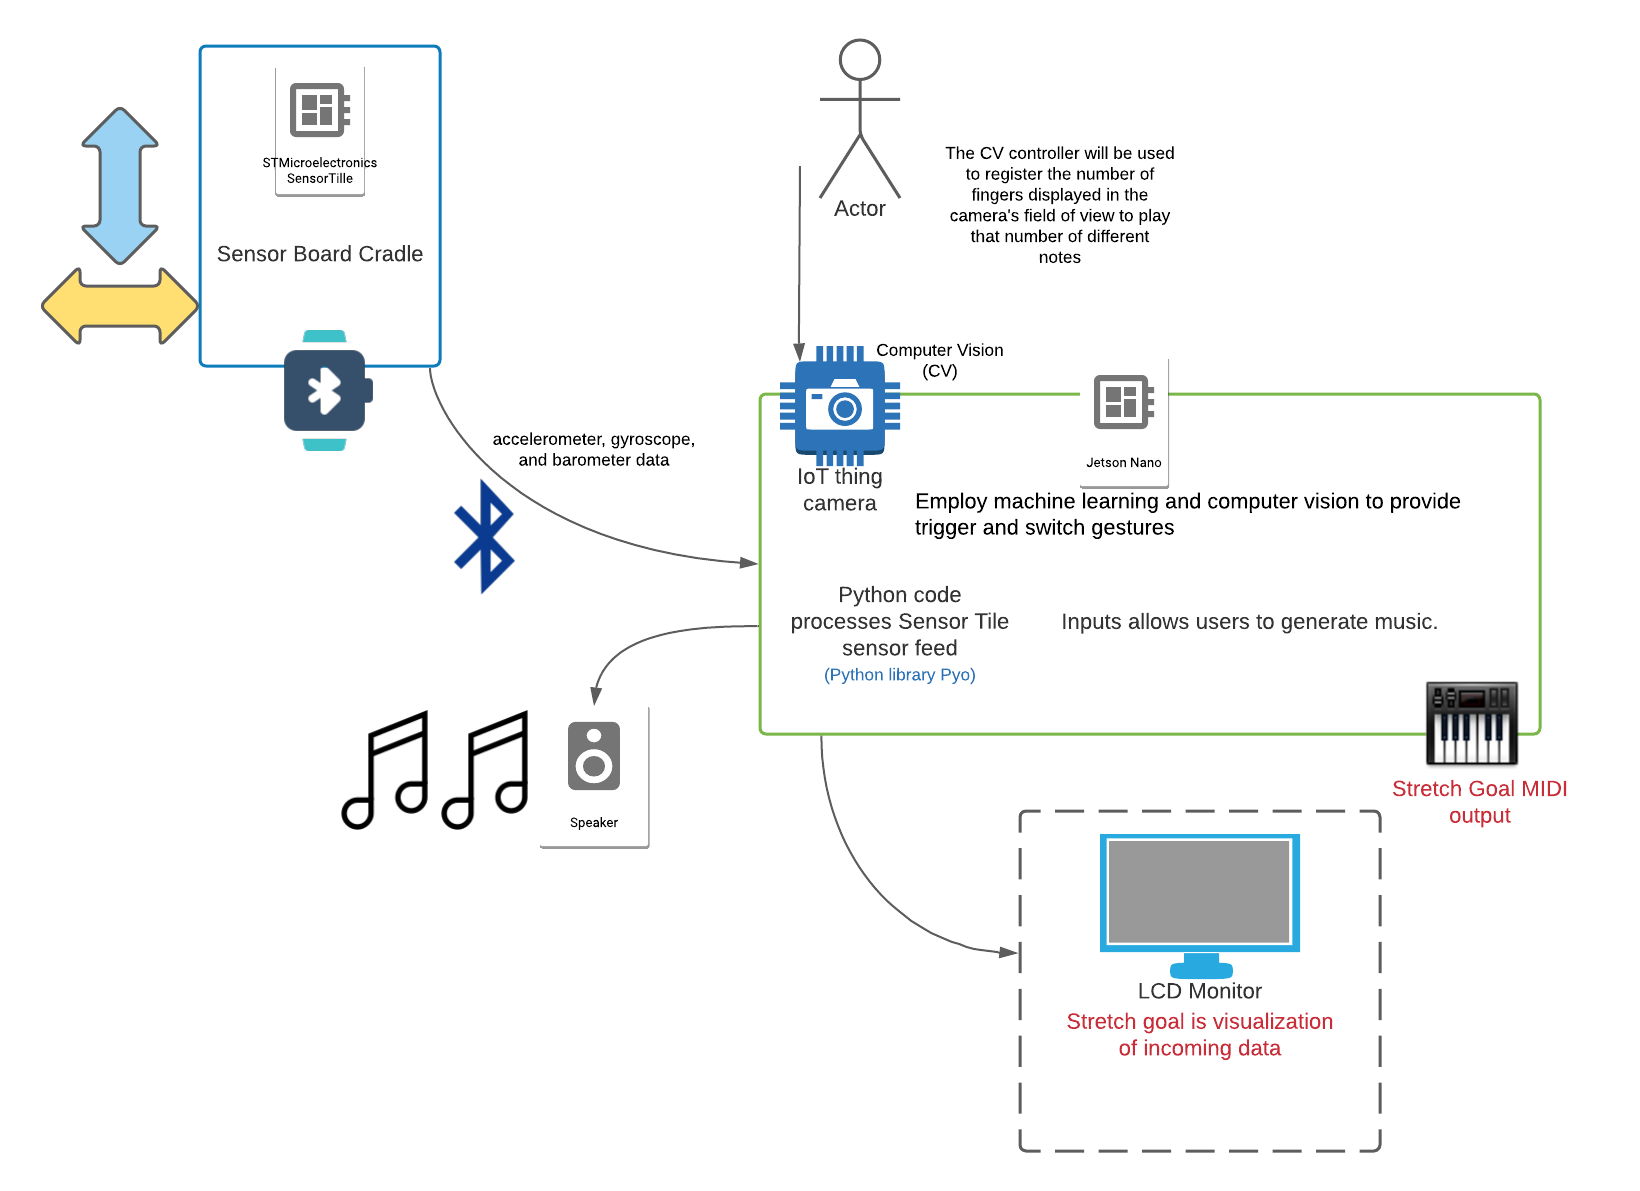 STMicroelectronics
SensorTille
Sensor Board Cradle
Actor
The CV controller will be used
to register the number of
fingers displayed in the
camera's field of view to play
that number of different
notes
Computer Vision
(CV)
accelerometer, gyroscope,
and barometer data
IoT thing
camera
Jetson Nano
Employ machine learning and computer vision to provide
trigger and switch gestures
Python code
processes Sensor Tile
sensor feed
(Python library Pyo)
Inputs allows users to generate music.
Speaker
Stretch Goal MIDI
output
LCD Monitor
Stretch goal is visualization
of incoming data